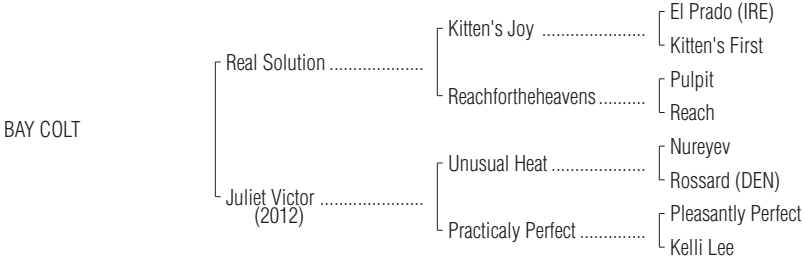 El Prado (IRE)
Kitten's Joy ......................
Kitten's First
Real Solution ....................
Pulpit
Reachfortheheavens ..........
Reach
BAY COLT
Nureyev
Unusual Heat ....................
Rossard (DEN)
Juliet Victor ......................
(2012)
Pleasantly Perfect
Practicaly Perfect ..............
Kelli Lee